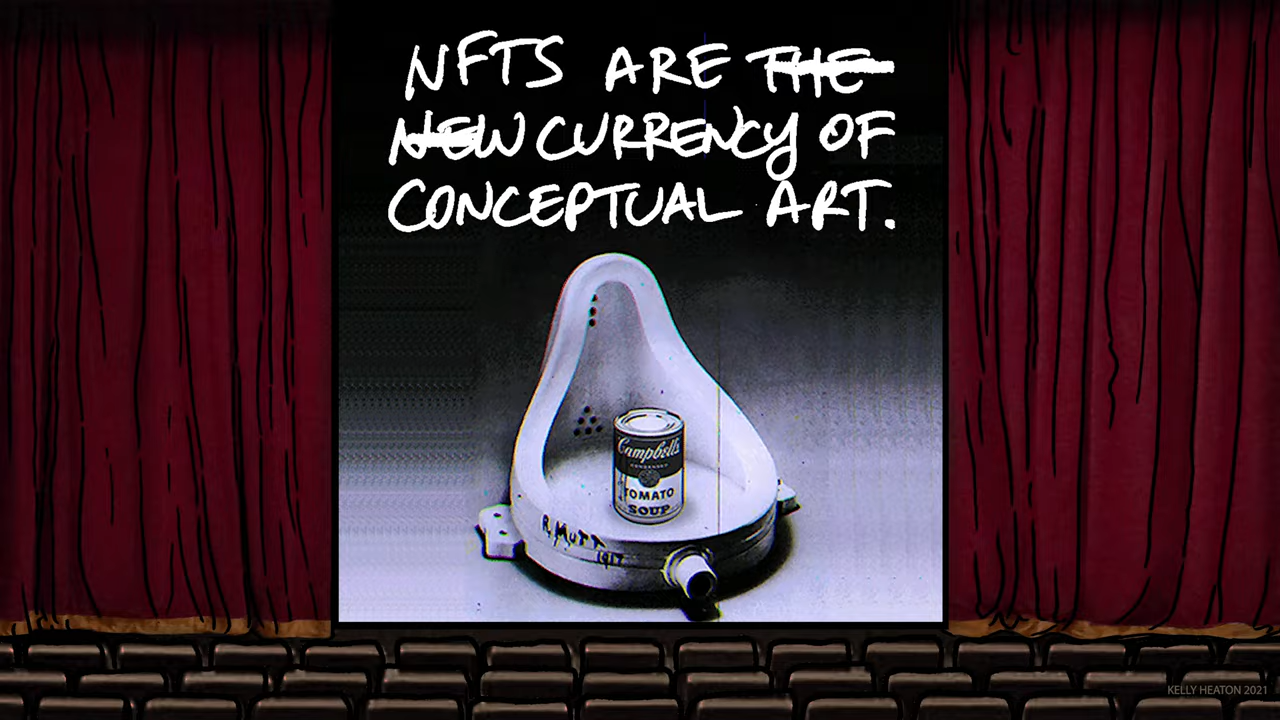 NFTS ARE THE
NEW CURRENCY OF
CONCEPTUAL ART.
Campbell's
CONDENSED
TOMATO
SOUP
R. MUTT
1917
KELLY HEATON 2021